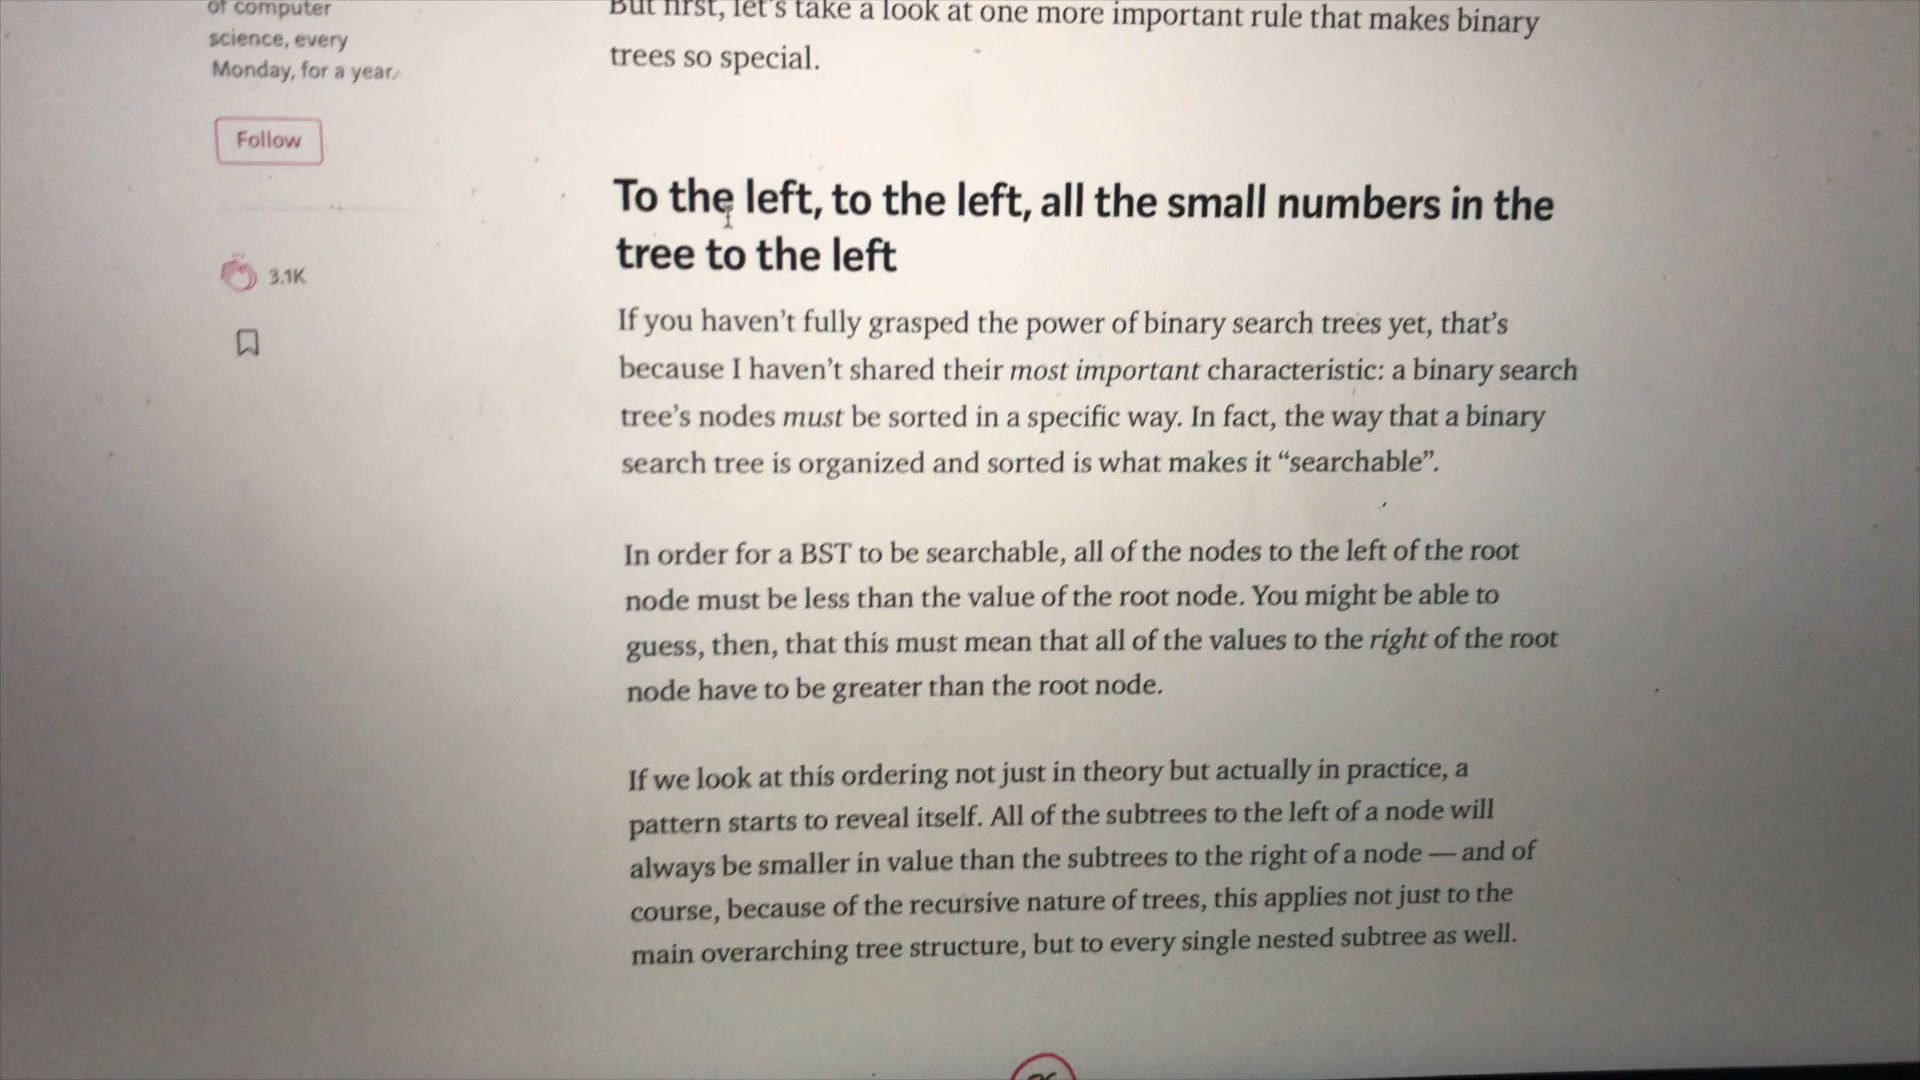 of computer
science, every
Monday, for a year.
Follow
3.1K
But first, let's take a look at one more important rule that makes binary
trees so special.
To the left, to the left, all the small numbers in the
tree to the left
If you haven't fully grasped the power of binary search trees yet, that's
because I haven't shared their most important characteristic: a binary search
tree's nodes must be sorted in a specific way. In fact, the way that a binary
search tree is organized and sorted is what makes it “searchable”.
In order for a BST to be searchable, all of the nodes to the left of the root
node must be less than the value of the root node. You might be able to
guess, then, that this must mean that all of the values to the right of the root
node have to be greater than the root node.
If we look at this ordering not just in theory but actually in practice, a
pattern starts to reveal itself. All of the subtrees to the left of a node will
always be smaller in value than the subtrees to the right of a node — and of
course, because of the recursive nature of trees, this applies not just to the
main overarching tree structure, but to every single nested subtree as well.